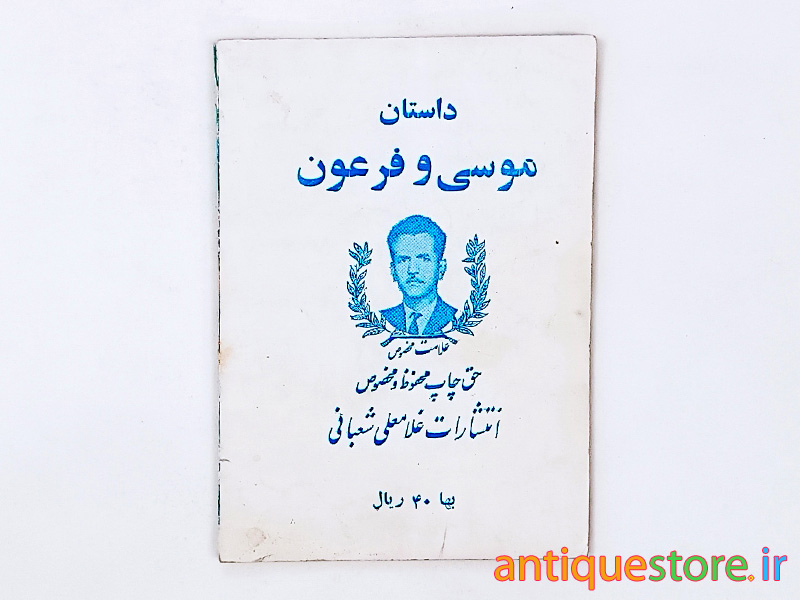 داستان
موسی و فرعون
علامت مخصوص
حق چاپ محفوظ و مخصوص
انتشارات غلامعلی شعبانی
بها ۴۰ ریال
antiquestore.ir